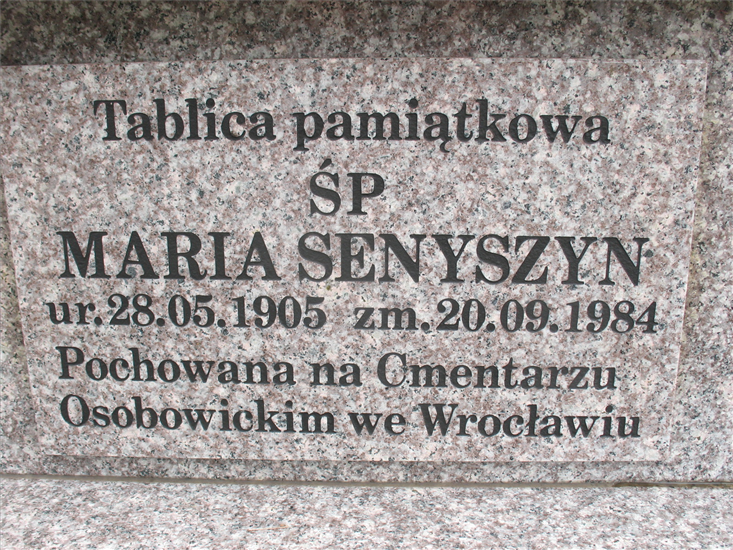 Tablica pamiątkowa
ŚP
MARIA SENYSZYN
ur.28.05.1905 zm.20.09.1984
Pochowana na Cmentarzu
Osobowickim we Wrocławiu